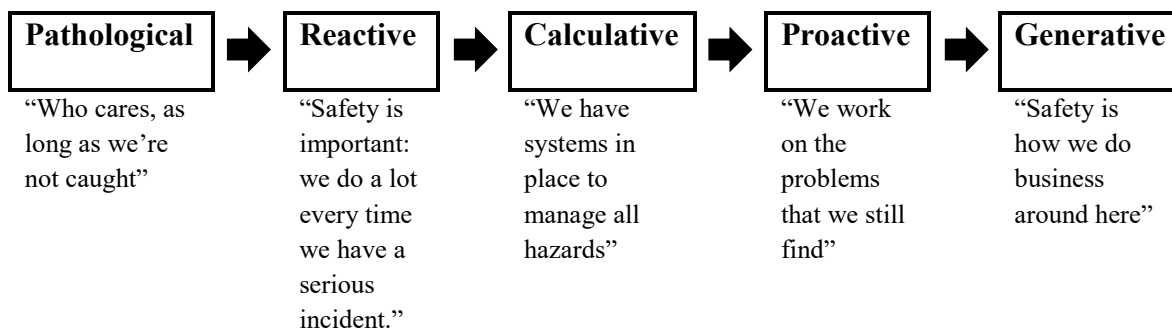 Pathological
“Who cares, as
long as we’re
not caught”
Reactive
“Safety is
important:
we do a lot
every time
we have a
serious
incident.”
Calculative
“We have
systems in
place to
manage all
hazards”
Proactive
“We work
on the
problems
that we still
find”
Generative
“Safety is
how we do
business
around here”